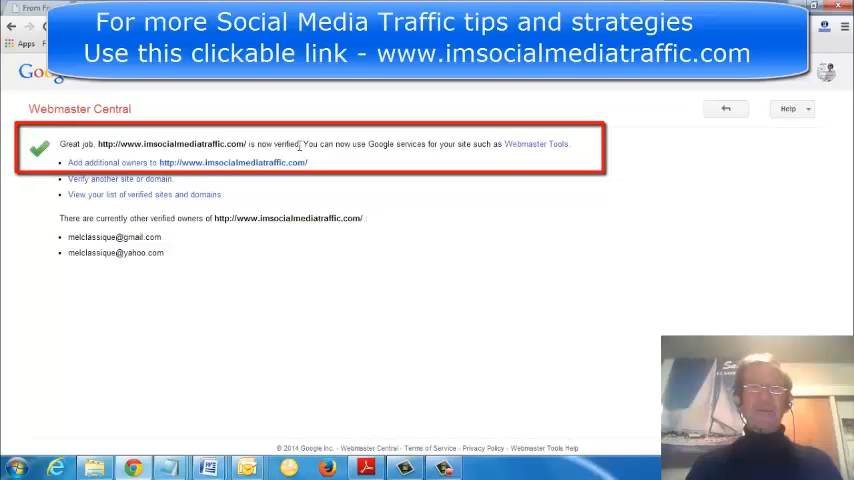 For more Social Media Traffic tips and strategies
Use this clickable link - www.imsocialmediatraffic.com
From Fr
Apps
Goo
Webmaster Central
Help
Great job, http://www.imsocialmediatraffic.com/ is now verified. You can now use Google services for your site such as Webmaster Tools.
Add additional owners to http://www.imsocialmediatraffic.com/
Verify another site or domain.
View your list of verified sites and domains.
There are currently other verified owners of http://www.imsocialmediatraffic.com/ :
melclassique@gmail.com
melclassique@yahoo.com
© 2014 Google Inc. - Webmaster Central - Terms of Service - Privacy Policy - Webmaster Tools Help